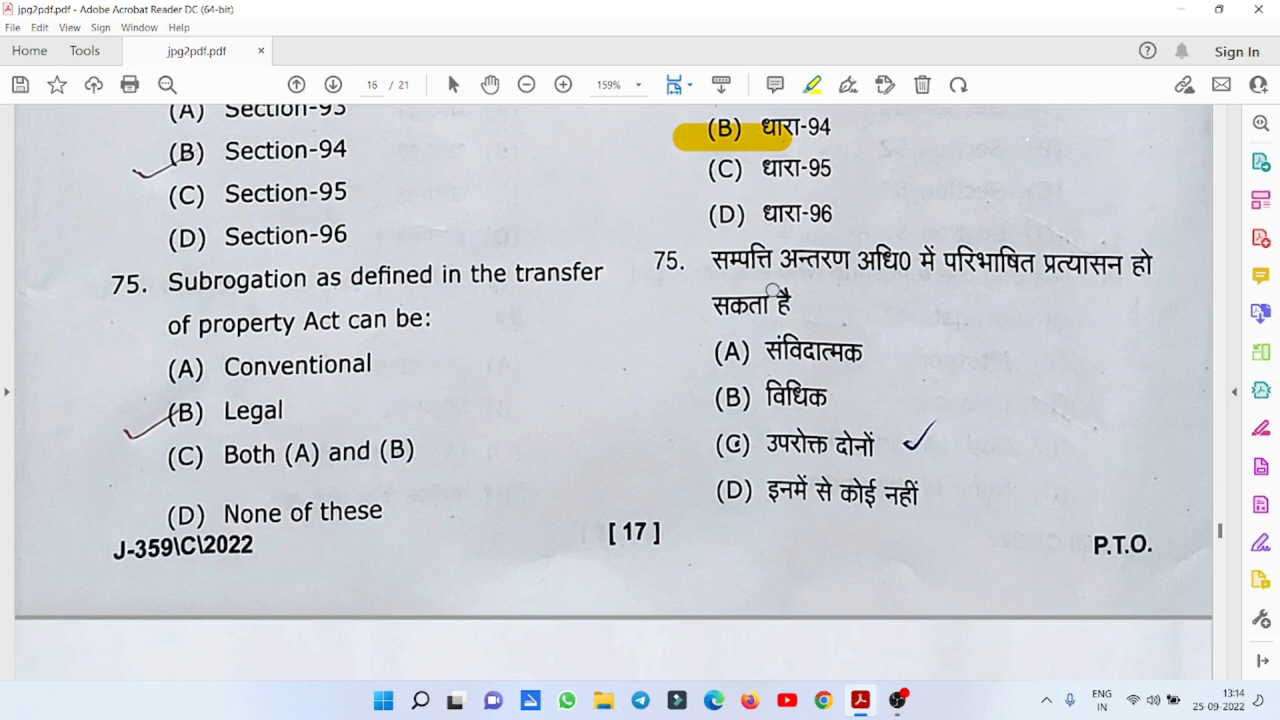 jpg2pdf.pdf - Adobe Acrobat Reader DC (64-bit)
File Edit View Sign Window Help
Home Tools jpg2pdf.pdf × Sign In
16 / 21 159%
(A) Section-93
(B) Section-94
(C) Section-95
(D) Section-96
75. Subrogation as defined in the transfer
of property Act can be:
(A) Conventional
(B) Legal
(C) Both (A) and (B)
(D) None of these
J-359\C\2022
(B) धारा-94
(C) धारा-95
(D) धारा-96
75. सम्पत्ति अन्तरण अधि0 में परिभाषित प्रत्यासन हो
सकता है
(A) संविदात्मक
(B) विधिक
(C) उपरोक्त दोनों
(D) इनमें से कोई नहीं
[ 17 ]
P.T.O.
ENG
IN
13:14
25-09-2022